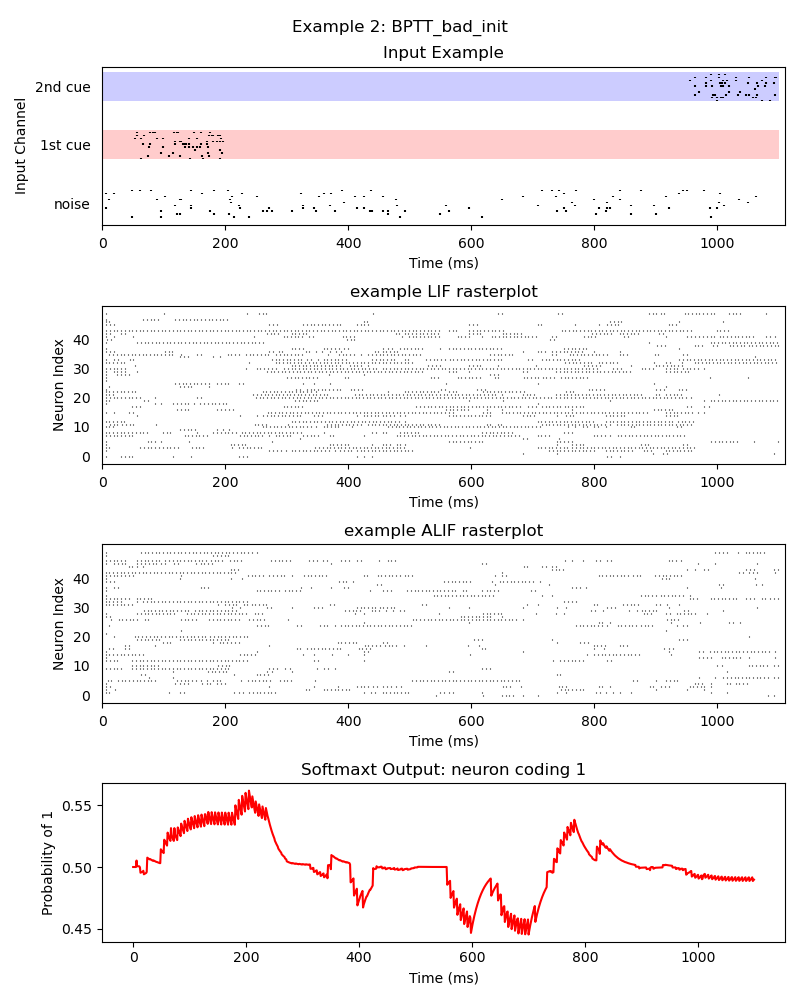 Example 2: BPTT_bad_init
Input Example
Input Channel
2nd cue
1st cue
noise
0 200 400 600 800 1000
Time (ms)
example LIF rasterplot
Neuron Index
40
30
20
10
0
0 200 400 600 800 1000
Time (ms)
example ALIF rasterplot
Neuron Index
40
30
20
10
0
0 200 400 600 800 1000
Time (ms)
Softmaxt Output: neuron coding 1
Probability of 1
0.55
0.50
0.45
0 200 400 600 800 1000
Time (ms)